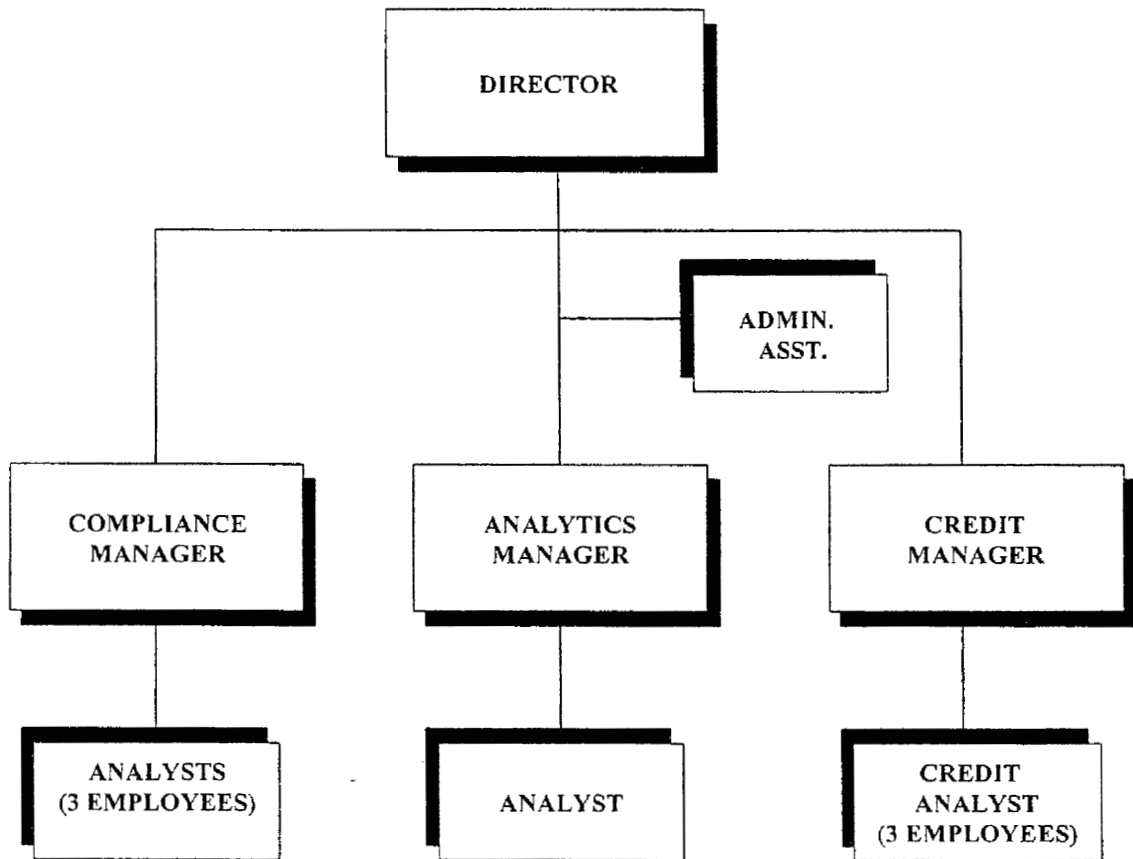 DIRECTOR
ADMIN.
ASST.
COMPLIANCE
MANAGER
ANALYTICS
MANAGER
CREDIT
MANAGER
ANALYSTS
(3 EMPLOYEES)
ANALYST
CREDIT
ANALYST
(3 EMPLOYEES)